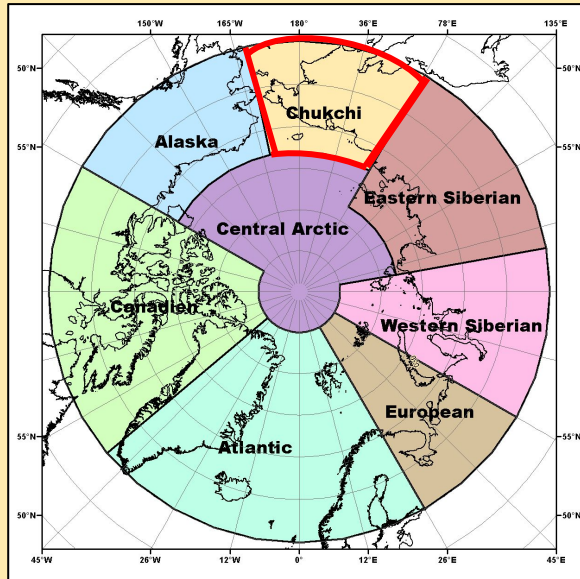 150°W 165°W 180° 36°E 78°E 135°E
50°N 50°N
55°N 55°N
Chukchi
Alaska
Eastern Siberian
Central Arctic
Canadien
Western Siberian
European
Atlantic
55°N 55°N
50°N 50°N
45°W 26°W 12°W 0° 12°E 26°E 45°E